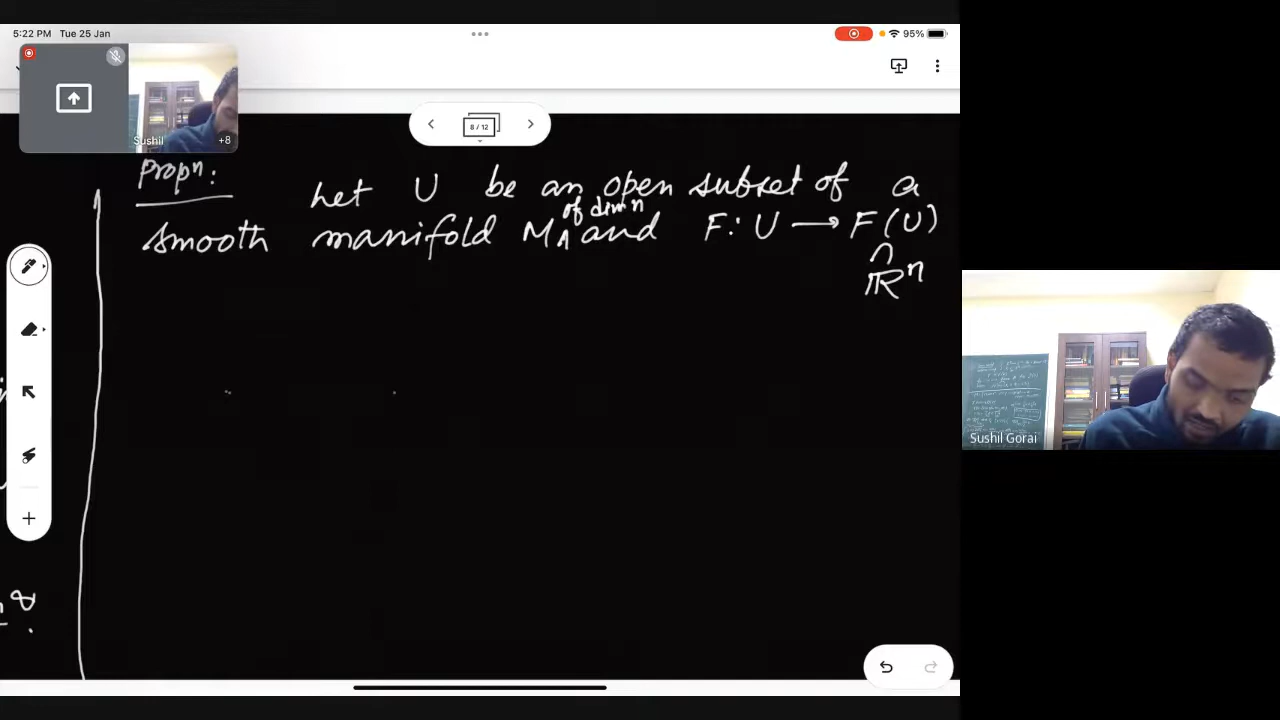 5:22 PM Tue 25 Jan
95%
Sushil
+8
8 / 12
Propⁿ:
Let U be an open subset of a
smooth manifold M of dim n and F: U → F(U)
∩
ℝⁿ
Sushil Gorai